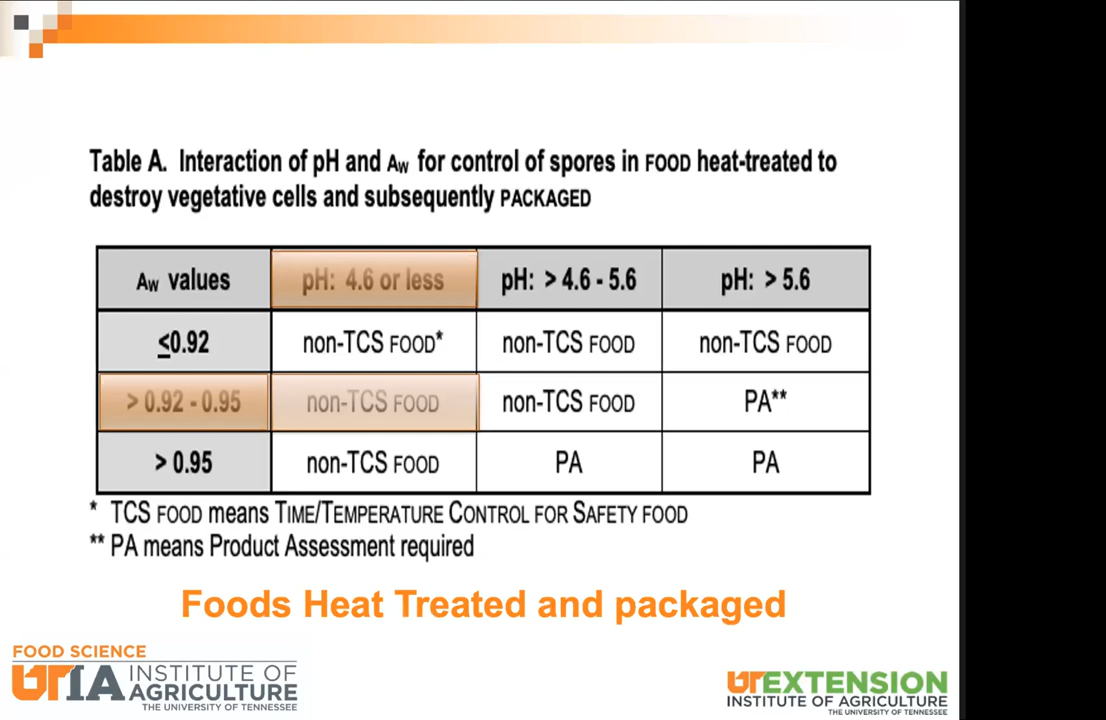 Table A. Interaction of pH and AW for control of spores in FOOD heat-treated to
destroy vegetative cells and subsequently PACKAGED
AW values pH: 4.6 or less pH: > 4.6 - 5.6 pH: > 5.6
≤0.92 non-TCS FOOD* non-TCS FOOD non-TCS FOOD
> 0.92 - 0.95 non-TCS FOOD non-TCS FOOD PA**
> 0.95 non-TCS FOOD PA PA
* TCS FOOD means TIME/TEMPERATURE CONTROL FOR SAFETY FOOD
** PA means Product Assessment required
Foods Heat Treated and packaged
FOOD SCIENCE
UTIA INSTITUTE OF
AGRICULTURE
THE UNIVERSITY OF TENNESSEE
UT EXTENSION
INSTITUTE OF AGRICULTURE
THE UNIVERSITY OF TENNESSEE